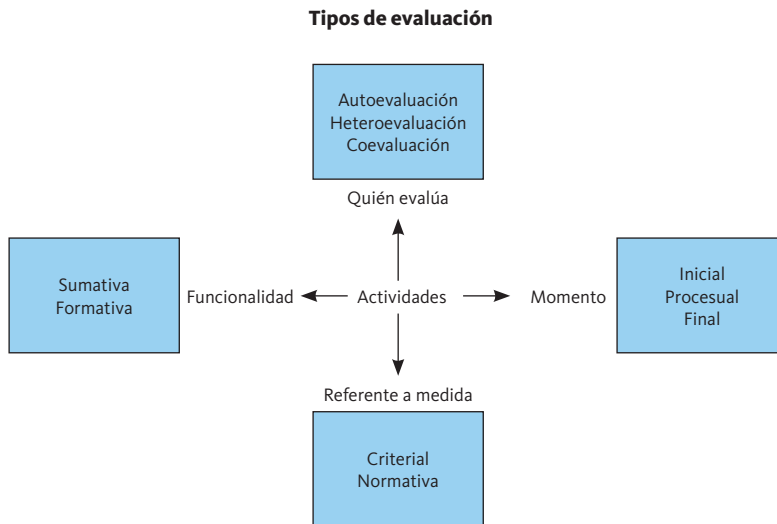 Tipos de evaluación
Autoevaluación
Heteroevaluación
Coevaluación
Quién evalúa
Sumativa
Formativa
Funcionalidad
Actividades
Momento
Inicial
Procesual
Final
Referente a medida
Criterial
Normativa